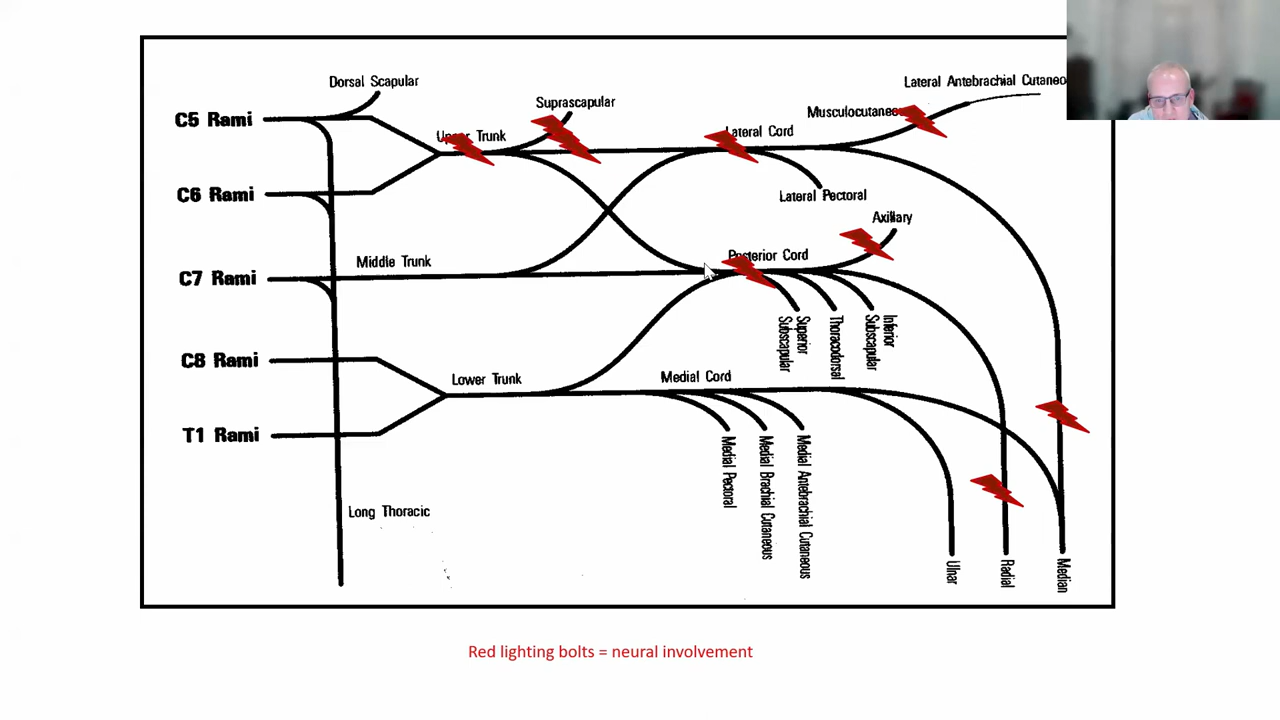 Dorsal Scapular
Lateral Antebrachial Cutaneo
Suprascapular
C5 Rami
Musculocutaneo
Upper Trunk
Lateral Cord
C6 Rami
Lateral Pectoral
Axillary
Middle Trunk
Posterior Cord
C7 Rami
Superior
Subscapular
Thoracodorsal
Inferior
Subscapular
C8 Rami
Lower Trunk
Medial Cord
T1 Rami
Medial Pectoral
Medial Brachial Cutaneous
Medial Antebrachial Cutaneous
Long Thoracic
Ulnar
Radial
Median
Red lighting bolts = neural involvement